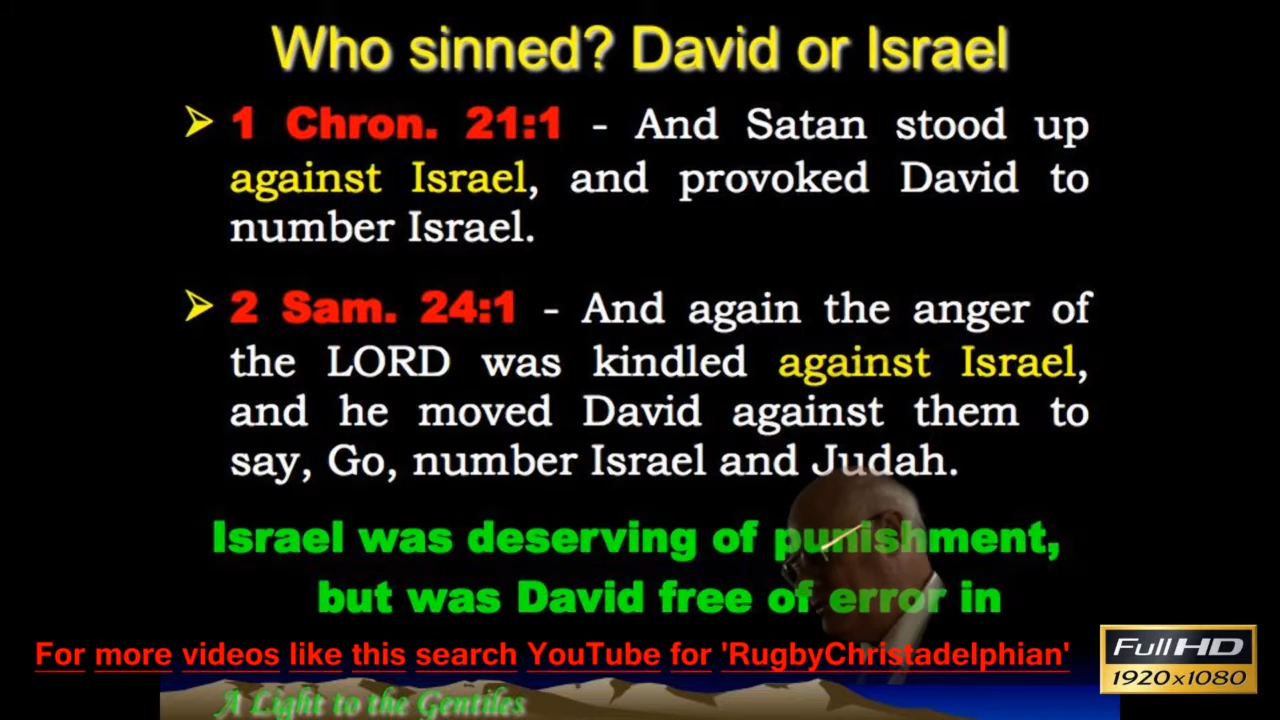 Who sinned? David or Israel
1 Chron. 21:1 - And Satan stood up
against Israel, and provoked David to
number Israel.
2 Sam. 24:1 - And again the anger of
the LORD was kindled against Israel,
and he moved David against them to
say, Go, number Israel and Judah.
Israel was deserving of punishment,
but was David free of error in
For more videos like this search YouTube for 'RugbyChristadelphian'
Full HD
1920x1080
A Light to the Gentiles